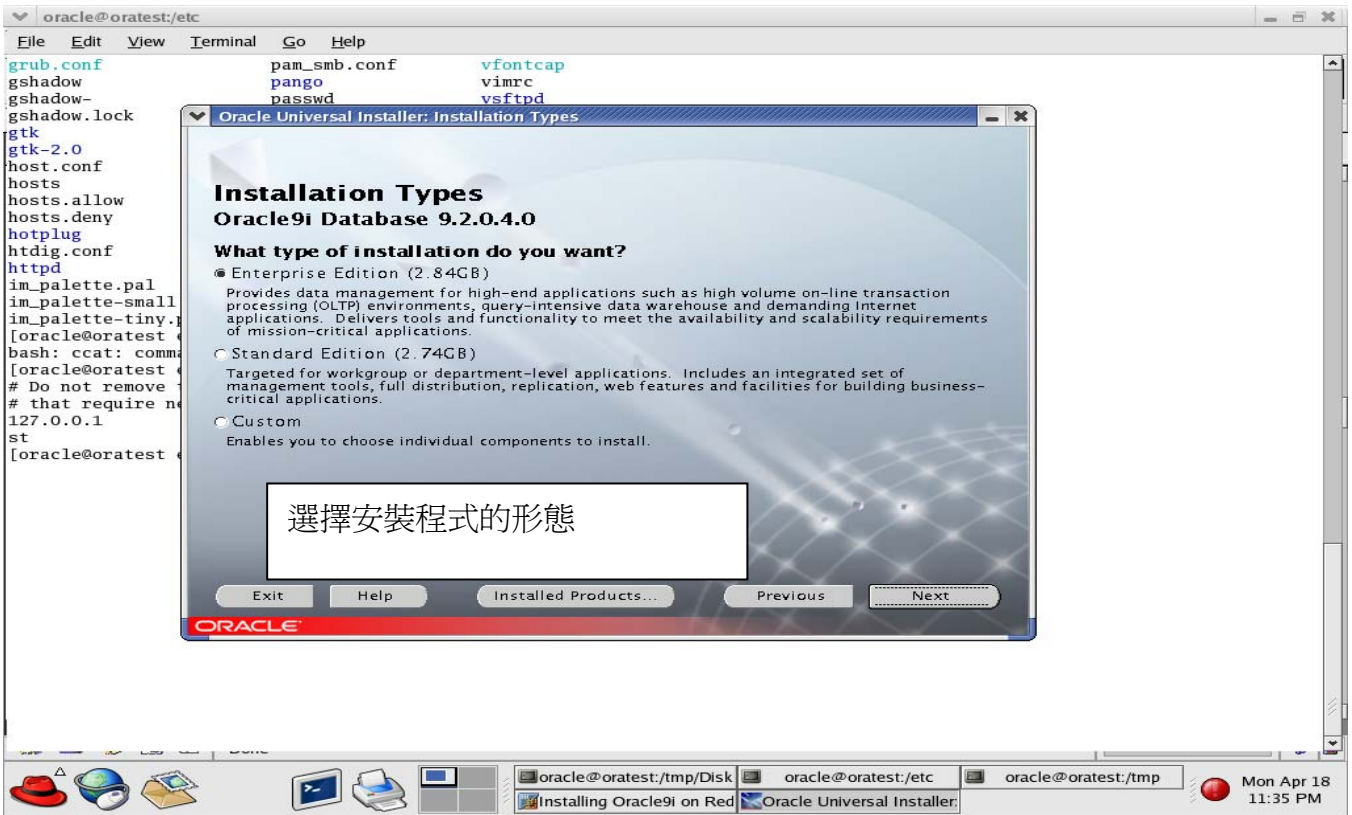 oracle@oratest:/etc
File Edit View Terminal Go Help
grub.conf pam_smb.conf vfontcap
gshadow pango vimrc
gshadow- passwd vsftpd
gshadow.lock
gtk
gtk-2.0
host.conf
hosts
hosts.allow
hosts.deny
hotplug
htdig.conf
httpd
im_palette.pal
im_palette-small
im_palette-tiny.
[oracle@oratest
bash: ccat:
[oracle@oratest
# Do not remove
# that require
127.0.0.1
st
[oracle@oratest
Oracle Universal Installer: Installation Types
Installation Types
Oracle9i Database 9.2.0.4.0
What type of installation do you want?
Enterprise Edition (2.84GB)
Provides data management for high-end applications such as high volume on-line transaction
processing (OLTP) environments, query-intensive data warehouse and demanding Internet
applications. Delivers tools and functionality to meet the availability and scalability requirements
of mission-critical applications.
Standard Edition (2.74GB)
Targeted for workgroup or department-level applications. Includes an integrated set of
management tools, full distribution, replication, web features and facilities for building business-
critical applications.
Custom
Enables you to choose individual components to install.
選擇安裝程式的形態
Exit Help Installed Products... Previous Next
ORACLE
Done
oracle@oratest:/tmp/Disk oracle@oratest:/etc oracle@oratest:/tmp
Installing Oracle9i on Red Oracle Universal Installer:
Mon Apr 18
11:35 PM